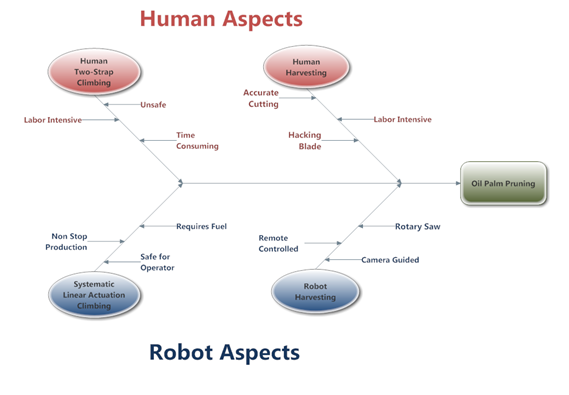 Human Aspects
Human
Two-Strap
Climbing
Human
Harvesting
Unsafe
Labor Intensive
Time
Consuming
Accurate
Cutting
Labor Intensive
Hacking
Blade
Oil Palm Pruning
Requires Fuel
Non Stop
Production
Safe for
Operator
Systematic
Linear Actuation
Climbing
Rotary Saw
Remote
Controlled
Camera Guided
Robot
Harvesting
Robot Aspects